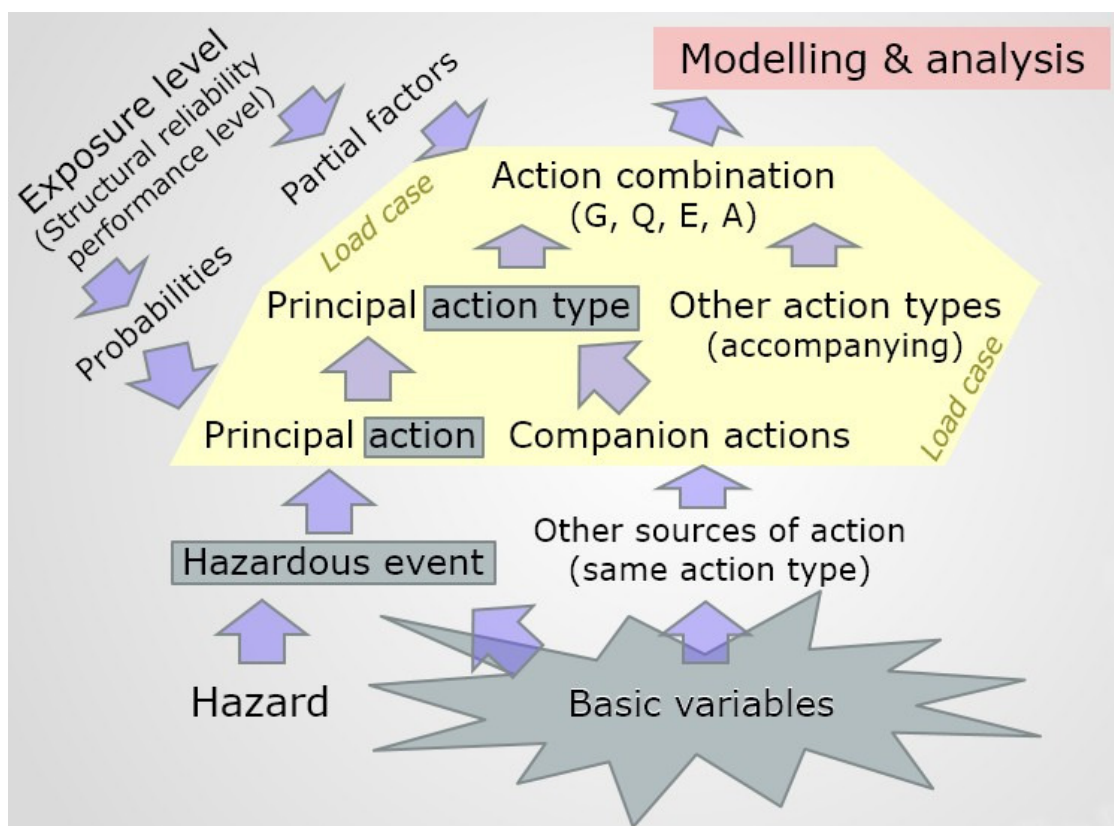 Modelling & analysis
Exposure level
(Structural reliability
performance level)
Partial factors
Probabilities
Load case
Action combination
(G, Q, E, A)
Principal action type
Other action types
(accompanying)
Principal action
Companion actions
Load case
Hazardous event
Other sources of action
(same action type)
Hazard
Basic variables